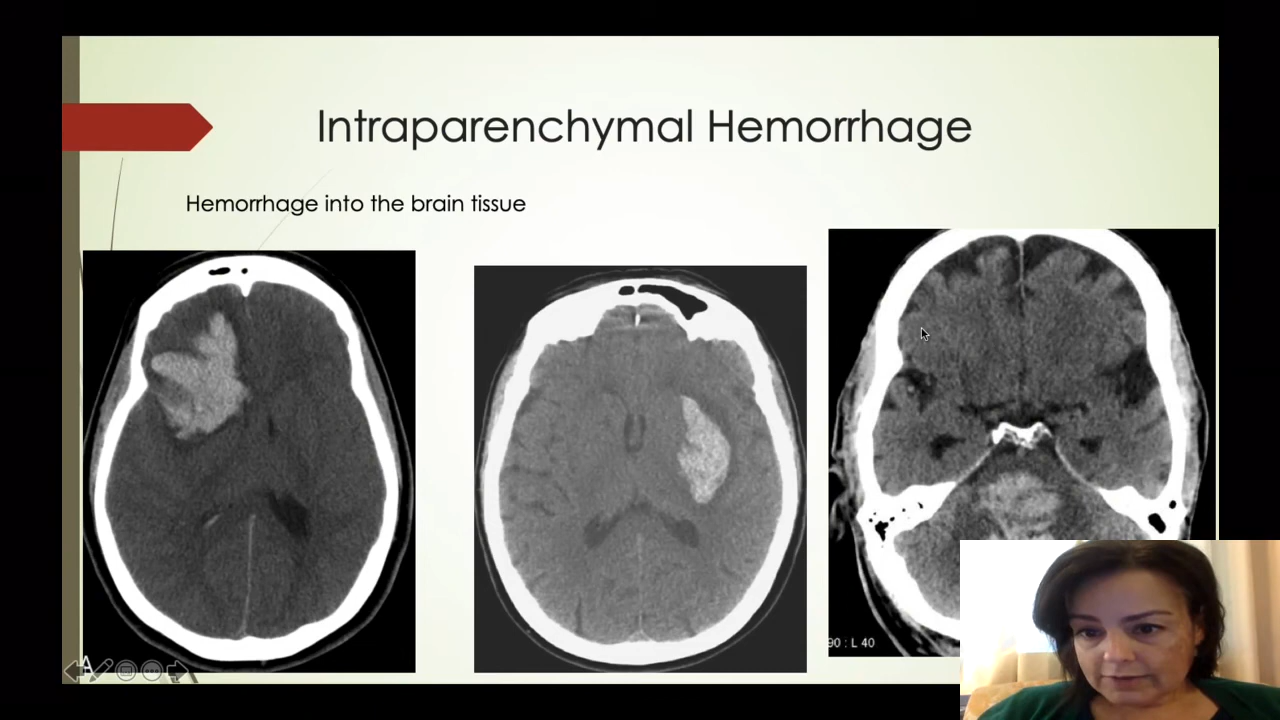 Intraparenchymal Hemorrhage
Hemorrhage into the brain tissue
90 : L 40
A